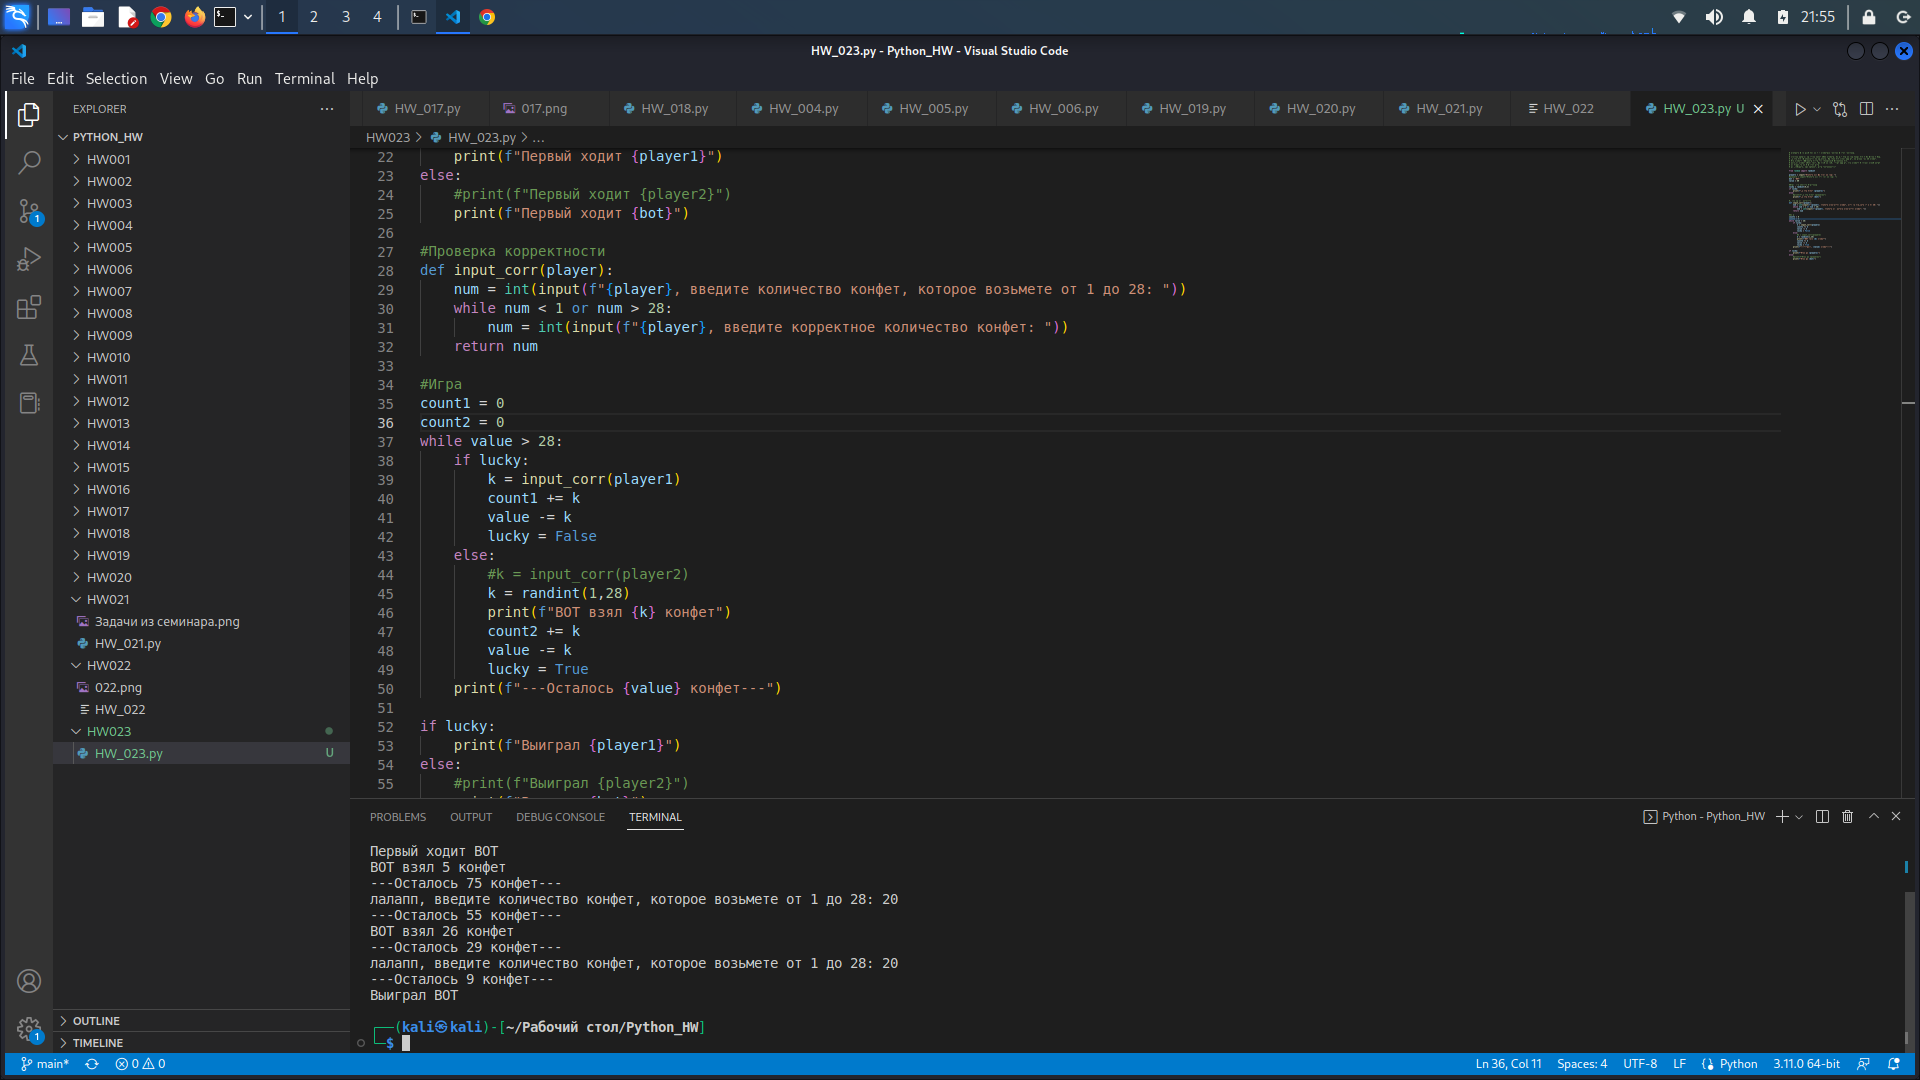 1 2 3 4
21:55
HW_023.py - Python_HW - Visual Studio Code
File Edit Selection View Go Run Terminal Help
EXPLORER
PYTHON_HW
HW001
HW002
HW003
HW004
HW005
HW006
HW007
HW008
HW009
HW010
HW011
HW012
HW013
HW014
HW015
HW016
HW017
HW018
HW019
HW020
HW021
Задачи из семинара.png
HW_021.py
HW022
022.png
HW_022
HW023
HW_023.py U
OUTLINE
TIMELINE
1
1
HW_017.py 017.png HW_018.py HW_004.py HW_005.py HW_006.py HW_019.py HW_020.py HW_021.py HW_022 HW_023.py U
HW023 > HW_023.py > ...
22     print(f"Первый ходит {player1}")
23 else:
24     #print(f"Первый ходит {player2}")
25     print(f"Первый ходит {bot}")
26
27 #Проверка корректности
28 def input_corr(player):
29     num = int(input(f"{player}, введите количество конфет, которое возьмете от 1 до 28: "))
30     while num < 1 or num > 28:
31         num = int(input(f"{player}, введите корректное количество конфет: "))
32     return num
33
34 #Игра
35 count1 = 0
36 count2 = 0
37 while value > 28:
38     if lucky:
39         k = input_corr(player1)
40         count1 += k
41         value -= k
42         lucky = False
43     else:
44         #k = input_corr(player2)
45         k = randint(1,28)
46         print(f"BOT взял {k} конфет")
47         count2 += k
48         value -= k
49         lucky = True
50     print(f"---Осталось {value} конфет---")
51
52 if lucky:
53     print(f"Выиграл {player1}")
54 else:
55     #print(f"Выиграл {player2}")
PROBLEMS OUTPUT DEBUG CONSOLE TERMINAL
Python - Python_HW
Первый ходит BOT
BOT взял 5 конфет
---Осталось 75 конфет---
лалапп, введите количество конфет, которое возьмете от 1 до 28: 20
---Осталось 55 конфет---
BOT взял 26 конфет
---Осталось 29 конфет---
лалапп, введите количество конфет, которое возьмете от 1 до 28: 20
---Осталось 9 конфет---
Выиграл BOT
(kali㉿kali)-[~/Рабочий стол/Python_HW]
$
main* 0 0
Ln 36, Col 11 Spaces: 4 UTF-8 LF Python 3.11.0 64-bit